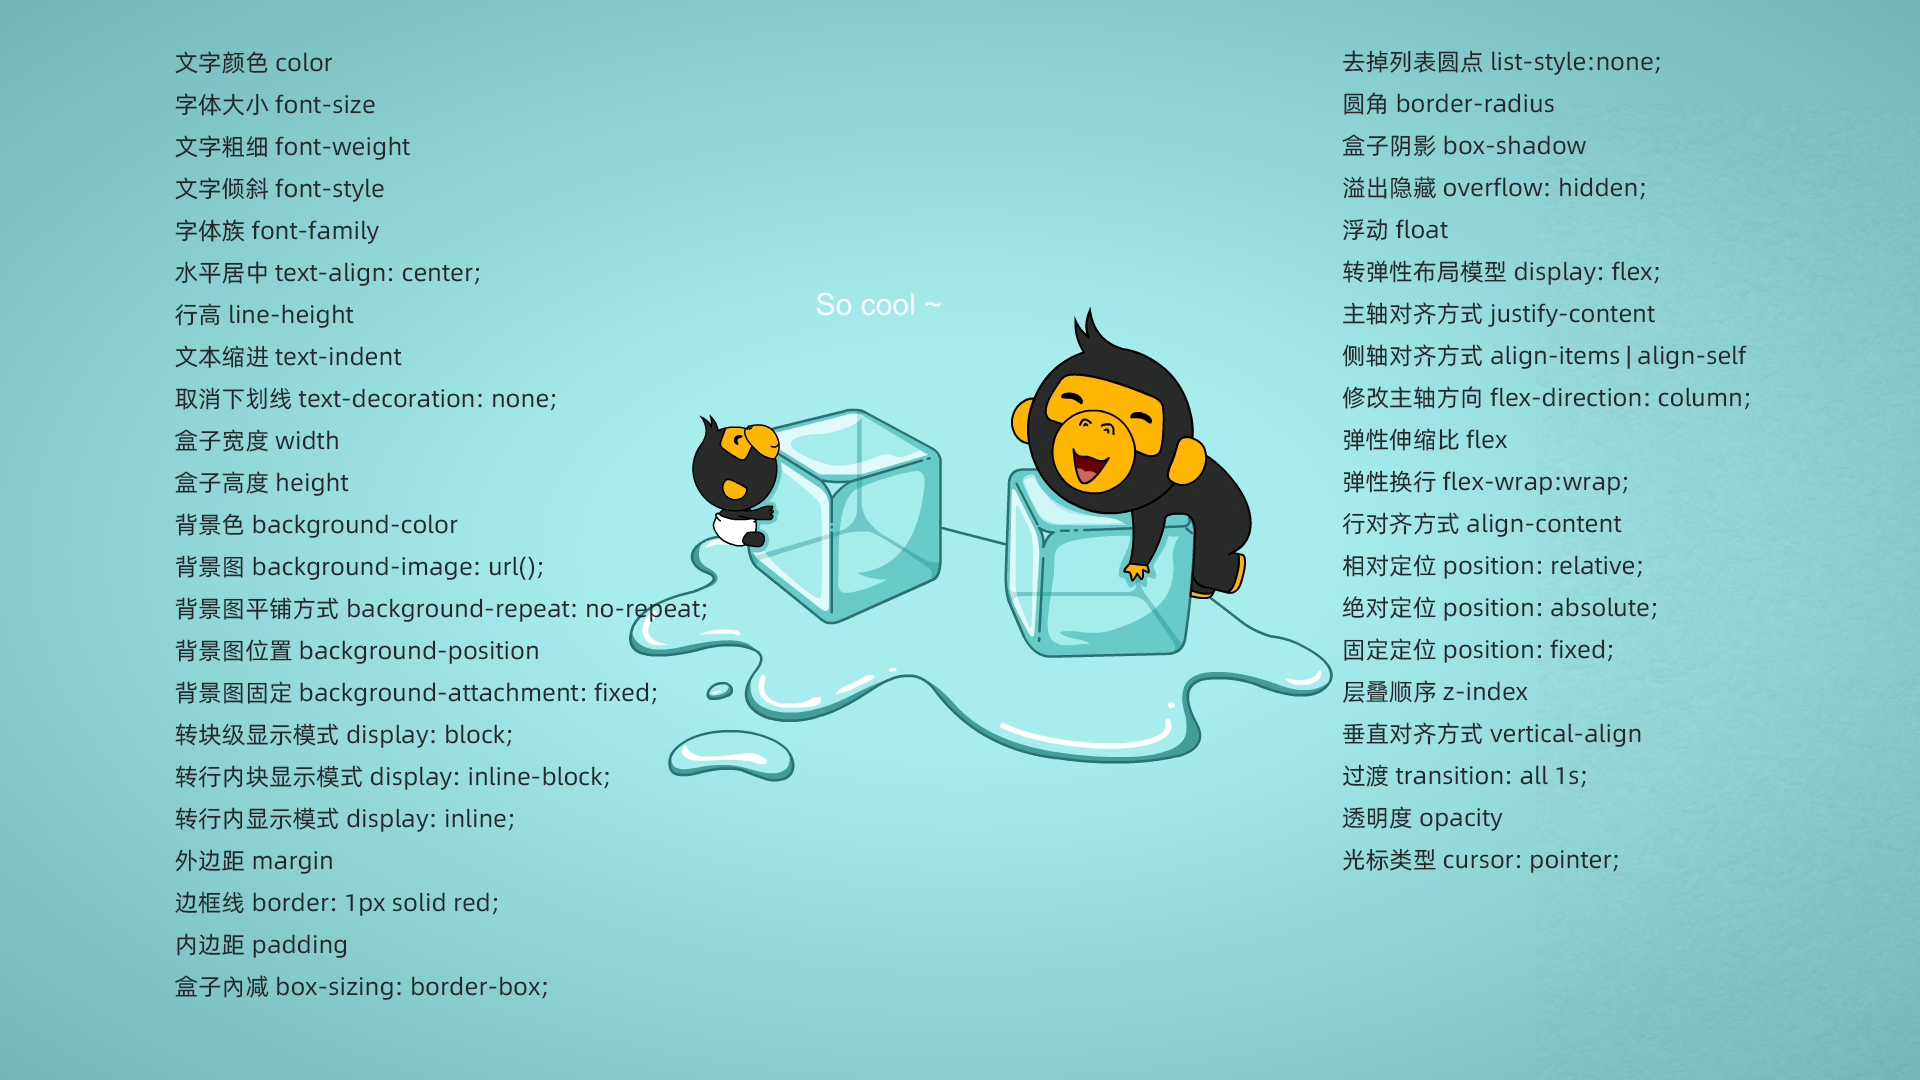 文字颜色 color
字体大小 font-size
文字粗细 font-weight
文字倾斜 font-style
字体族 font-family
水平居中 text-align: center;
行高 line-height
文本缩进 text-indent
取消下划线 text-decoration: none;
盒子宽度 width
盒子高度 height
背景色 background-color
背景图 background-image: url();
背景图平铺方式 background-repeat: no-repeat;
背景图位置 background-position
背景图固定 background-attachment: fixed;
转块级显示模式 display: block;
转行内块显示模式 display: inline-block;
转行内显示模式 display: inline;
外边距 margin
边框线 border: 1px solid red;
内边距 padding
盒子內减 box-sizing: border-box;
So cool ~
去掉列表圆点 list-style:none;
圆角 border-radius
盒子阴影 box-shadow
溢出隐藏 overflow: hidden;
浮动 float
转弹性布局模型 display: flex;
主轴对齐方式 justify-content
侧轴对齐方式 align-items | align-self
修改主轴方向 flex-direction: column;
弹性伸缩比 flex
弹性换行 flex-wrap:wrap;
行对齐方式 align-content
相对定位 position: relative;
绝对定位 position: absolute;
固定定位 position: fixed;
层叠顺序 z-index
垂直对齐方式 vertical-align
过渡 transition: all 1s;
透明度 opacity
光标类型 cursor: pointer;